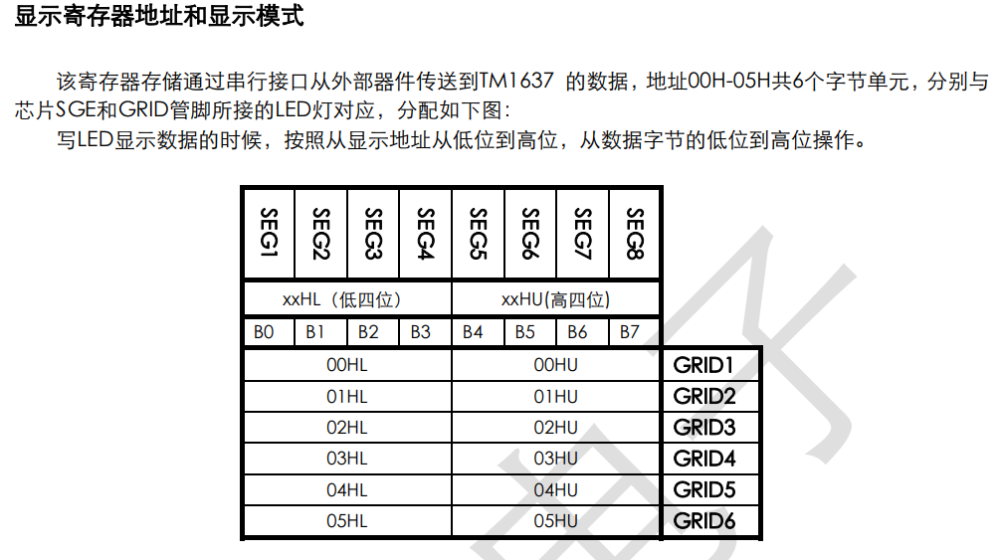 显示寄存器地址和显示模式
该寄存器存储通过串行接口从外部器件传送到TM1637 的数据，地址00H-05H共6个字节单元，分别与
芯片SGE和GRID管脚所接的LED灯对应，分配如下图：
写LED显示数据的时候，按照从显示地址从低位到高位，从数据字节的低位到高位操作。
SEG1 SEG2 SEG3 SEG4 SEG5 SEG6 SEG7 SEG8
xxHL（低四位） xxHU(高四位)
B0 B1 B2 B3 B4 B5 B6 B7
00HL 00HU GRID1
01HL 01HU GRID2
02HL 02HU GRID3
03HL 03HU GRID4
04HL 04HU GRID5
05HL 05HU GRID6
电子